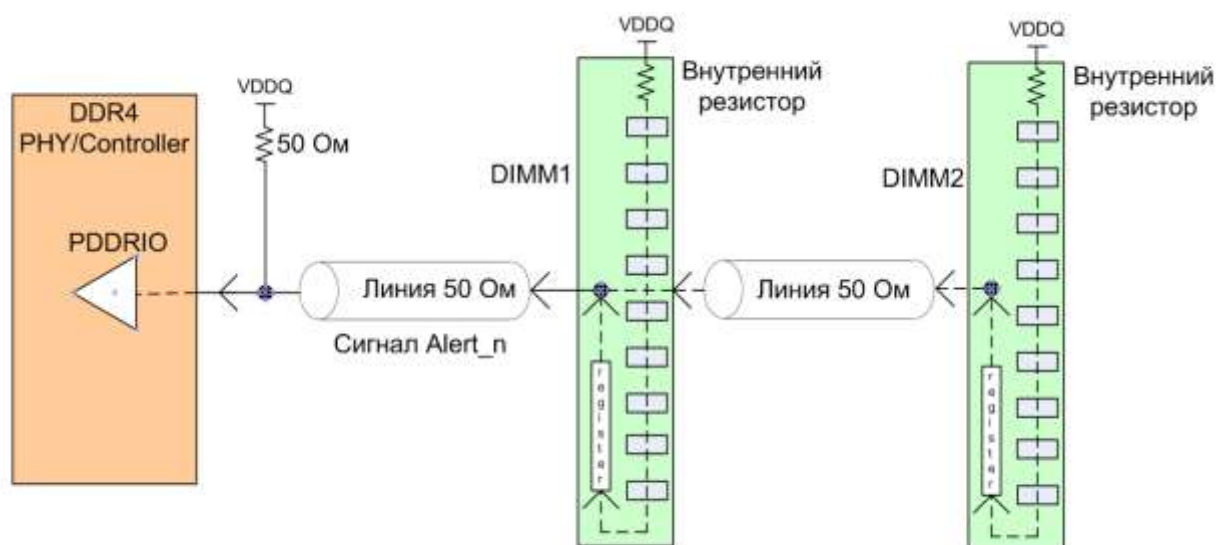 VDDQ
VDDQ
VDDQ
Внутренний
резистор
Внутренний
резистор
DDR4
PHY/Controller
50 Ом
DIMM1
DIMM2
PDDRIO
Линия 50 Ом
Линия 50 Ом
Сигнал Alert_n
register
register